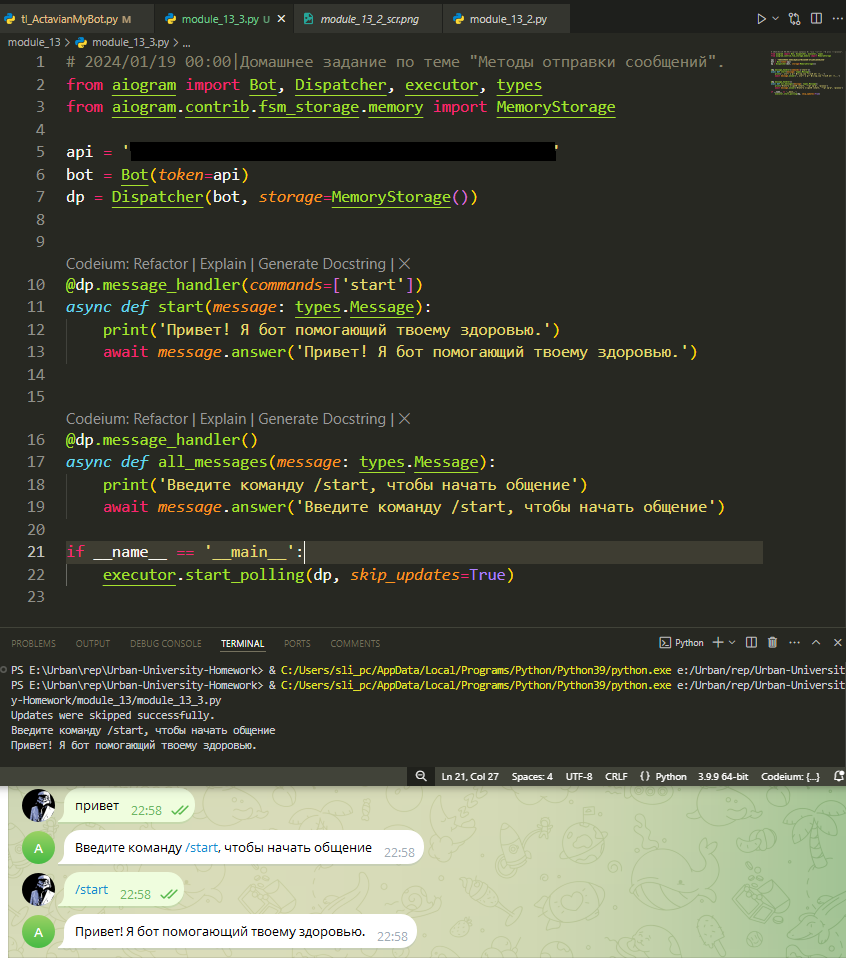 tl_ActavianMyBot.py M
module_13_3.py U
module_13_2_scr.png
module_13_2.py
module_13 > module_13_3.py > ...
1 # 2024/01/19 00:00|Домашнее задание по теме "Методы отправки сообщений".
2 from aiogram import Bot, Dispatcher, executor, types
3 from aiogram.contrib.fsm_storage.memory import MemoryStorage
4
5 api = ' '
6 bot = Bot(token=api)
7 dp = Dispatcher(bot, storage=MemoryStorage())
8
9
Codeium: Refactor | Explain | Generate Docstring | X
10 @dp.message_handler(commands=['start'])
11 async def start(message: types.Message):
12 print('Привет! Я бот помогающий твоему здоровью.')
13 await message.answer('Привет! Я бот помогающий твоему здоровью.')
14
15
Codeium: Refactor | Explain | Generate Docstring | X
16 @dp.message_handler()
17 async def all_messages(message: types.Message):
18 print('Введите команду /start, чтобы начать общение')
19 await message.answer('Введите команду /start, чтобы начать общение')
20
21 if __name__ == '__main__':
22 executor.start_polling(dp, skip_updates=True)
23
PROBLEMS OUTPUT DEBUG CONSOLE TERMINAL PORTS COMMENTS Python
PS E:\Urban\rep\Urban-University-Homework> & C:/Users/sli_pc/AppData/Local/Programs/Python/Python39/python.exe e:/Urban/rep/Urban-Universit
PS E:\Urban\rep\Urban-University-Homework> & C:/Users/sli_pc/AppData/Local/Programs/Python/Python39/python.exe e:/Urban/rep/Urban-Universit
y-Homework/module_13/module_13_3.py
Updates were skipped successfully.
Введите команду /start, чтобы начать общение
Привет! Я бот помогающий твоему здоровью.
Ln 21, Col 27 Spaces: 4 UTF-8 CRLF {} Python 3.9.9 64-bit Codeium: {...}
привет 22:58
A
Введите команду /start, чтобы начать общение 22:58
/start 22:58
A
Привет! Я бот помогающий твоему здоровью. 22:58